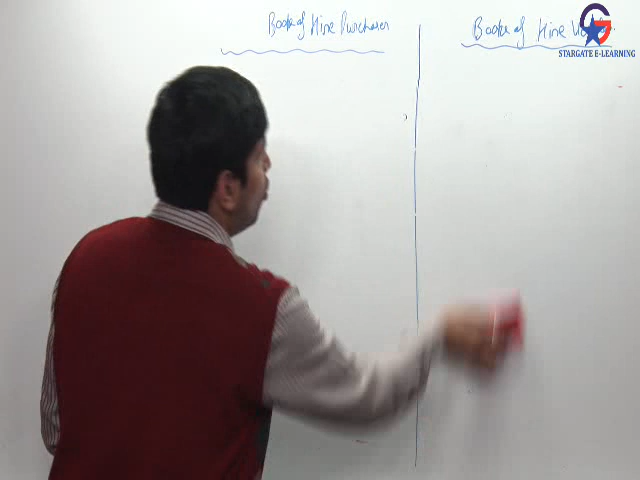 Books of Hire Purchaser
Books of Hire
STARGATE E-LEARNING